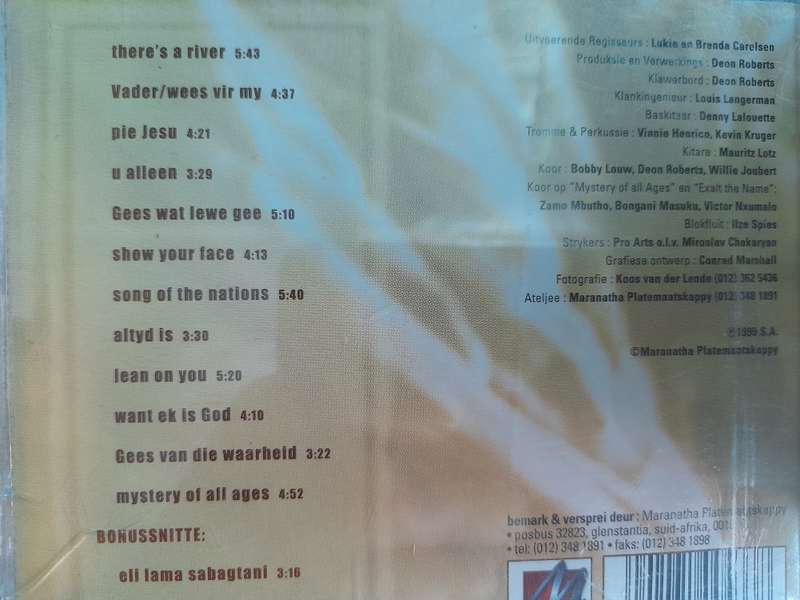 there's a river 5:43
Vader/wees vir my 4:37
pie Jesu 4:21
u alleen 3:29
Gees wat lewe gee 5:10
show your face 4:13
song of the nations 5:40
altyd is 3:30
lean on you 5:20
want ek is God 4:10
Gees van die waarheid 3:22
mystery of all ages 4:52
BONUSSNITTE:
eli lama sabagtani 3:16
Uitvoerende Regisseurs : Lukie en Brenda Carelsen
Produksie en Verwerkings : Deon Roberts
Klawerbord : Deon Roberts
Klankingenieur : Louis Langerman
Baskitaar : Denny Lalouette
Tromme & Perkussie : Vinnie Henrico, Kevin Kruger
Kitare : Mauritz Lotz
Koor : Bobby Louw, Deon Roberts, Willie Joubert
Koor op "Mystery of all Ages" en "Exalt the Name":
Zamo Mbutho, Bongani Masuku, Victor Nxumalo
Blokfluit : Ilze Spies
Strykers : Pro Arts o.l.v. Miroslav Chakaryan
Grafiese ontwerp : Conrad Marshall
Fotografie : Koos van der Lende (012) 362 5436
Ateljee : Maranatha Platemaatskappy (012) 348 1891
℗1999 S.A.
©Maranatha Platemaatskappy
bemark & versprei deur : Maranatha Platemaatskappy
• posbus 32823, glenstantia, suid-afrika,
• tel: (012) 348 1891 • faks: (012) 348 1898